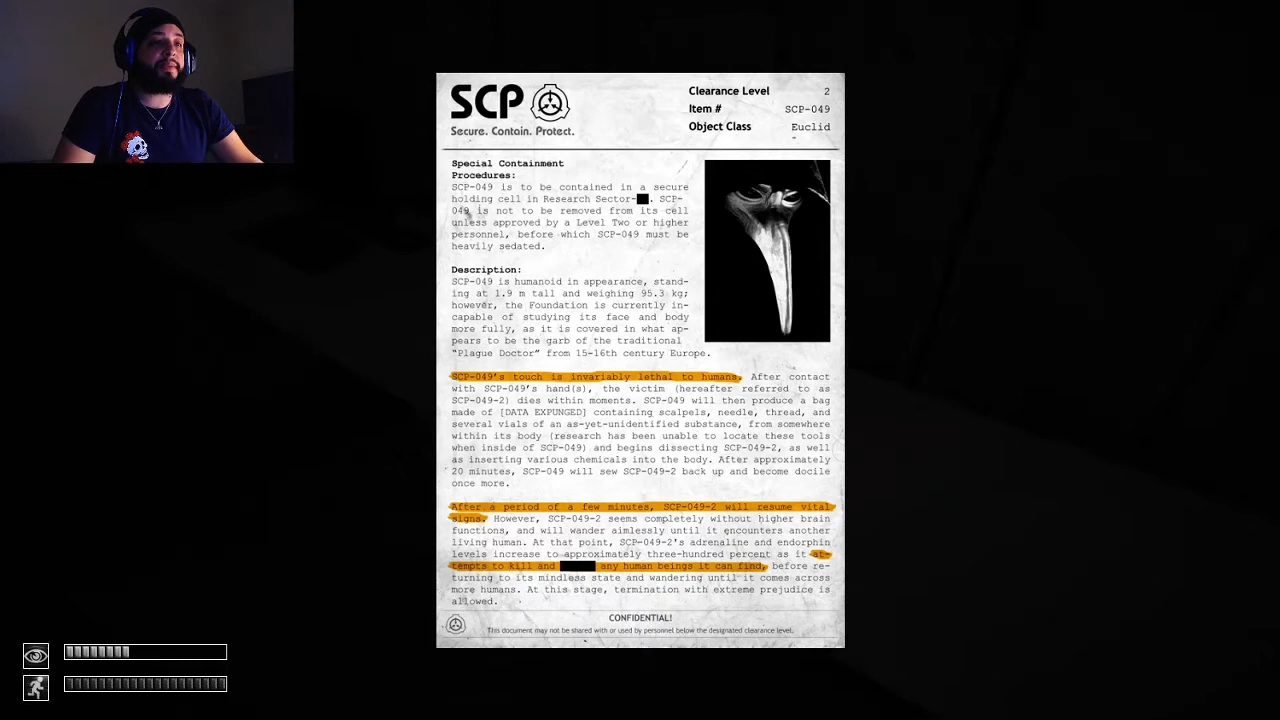 SCP
Secure. Contain. Protect.
Clearance Level 2
Item # SCP-049
Object Class Euclid
Special Containment
Procedures:
SCP-049 is to be contained in a secure
holding cell in Research Sector-██. SCP-
049 is not to be removed from its cell
unless approved by a Level Two or higher
personnel, before which SCP-049 must be
heavily sedated.
Description:
SCP-049 is humanoid in appearance, stand-
ing at 1.9 m tall and weighing 95.3 kg;
however, the Foundation is currently in-
capable of studying its face and body
more fully, as it is covered in what ap-
pears to be the garb of the traditional
“Plague Doctor” from 15-16th century Europe.
SCP-049's touch is invariably lethal to humans. After contact
with SCP-049's hand(s), the victim (hereafter referred to as
SCP-049-2) dies within moments. SCP-049 will then produce a bag
made of [DATA EXPUNGED] containing scalpels, needle, thread, and
several vials of an as-yet-unidentified substance, from somewhere
within its body (research has been unable to locate these tools
when inside of SCP-049) and begins dissecting SCP-049-2, as well
as inserting various chemicals into the body. After approximately
20 minutes, SCP-049 will sew SCP-049-2 back up and become docile
once more.
After a period of a few minutes, SCP-049-2 will resume vital
signs. However, SCP-049-2 seems completely without higher brain
functions, and will wander aimlessly until it encounters another
living human. At that point, SCP-049-2's adrenaline and endorphin
levels increase to approximately three-hundred percent as it at-
tempts to kill and ████ any human beings it can find, before re-
turning to its mindless state and wandering until it comes across
more humans. At this stage, termination with extreme prejudice is
allowed.
CONFIDENTIAL!
This document may not be shared with or used by personnel below the designated clearance level.